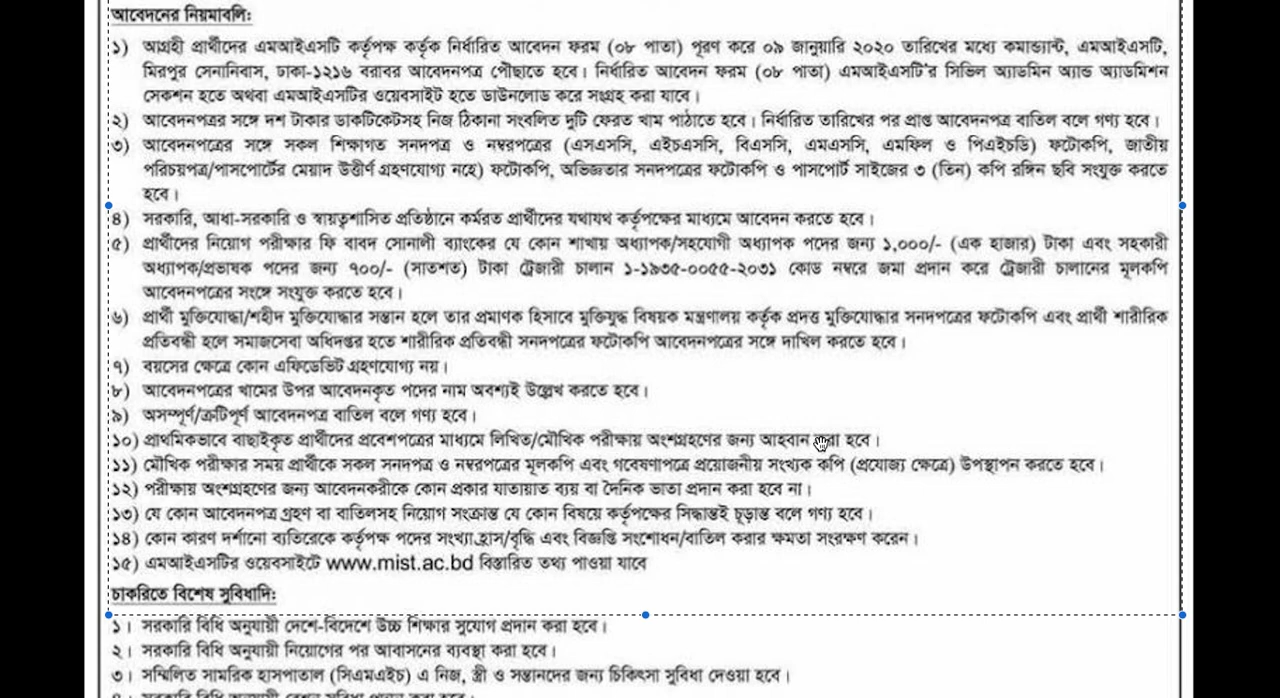 আবেদনের নিয়মাবলি:
১) আগ্রহী প্রার্থীদের এমআইএসটি কর্তৃপক্ষ কর্তৃক নির্ধারিত আবেদন ফরম (০৮ পাতা) পূরণ করে ০৯ জানুয়ারি ২০২০ তারিখের মধ্যে কমান্ড্যান্ট, এমআইএসটি,
মিরপুর সেনানিবাস, ঢাকা-১২১৬ বরাবর আবেদনপত্র পৌছাতে হবে। নির্ধারিত আবেদন ফরম (০৮ পাতা) এমআইএসটি'র সিভিল অ্যাডমিন অ্যান্ড অ্যাডমিশন
সেকশন হতে অথবা এমআইএসটির ওয়েবসাইট হতে ডাউনলোড করে সংগ্রহ করা যাবে।
২) আবেদনপত্রের সঙ্গে দশ টাকার ডাকটিকেটসহ নিজ ঠিকানা সংবলিত দুটি ফেরত খাম পাঠাতে হবে। নির্ধারিত তারিখের পর প্রাপ্ত আবেদনপত্র বাতিল বলে গণ্য হবে।
৩) আবেদনপত্রের সঙ্গে সকল শিক্ষাগত সনদপত্র ও নম্বরপত্রের (এসএসসি, এইচএসসি, বিএসসি, এমএসসি, এমফিল ও পিএইচডি) ফটোকপি, জাতীয়
পরিচয়পত্র/পাসপোর্টের মেয়াদ উত্তীর্ণ গ্রহণযোগ্য নহে) ফটোকপি, অভিজ্ঞতার সনদপত্রের ফটোকপি ও পাসপোর্ট সাইজের ৩ (তিন) কপি রঙ্গিন ছবি সংযুক্ত করতে
হবে।
৪) সরকারি, আধা-সরকারি ও স্বায়ত্বশাসিত প্রতিষ্ঠানে কর্মরত প্রার্থীদের যথাযথ কর্তৃপক্ষের মাধ্যমে আবেদন করতে হবে।
৫) প্রার্থীদের নিয়োগ পরীক্ষার ফি বাবদ সোনালী ব্যাংকের যে কোন শাখায় অধ্যাপক/সহযোগী অধ্যাপক পদের জন্য ১,০০০/- (এক হাজার) টাকা এবং সহকারী
অধ্যাপক/প্রভাষক পদের জন্য ৭০০/- (সাতশত) টাকা ট্রেজারী চালান ১-১৯৩৫-০০৫৫-২০৩১ কোড নম্বরে জমা প্রদান করে ট্রেজারী চালানের মূলকপি
আবেদনপত্রের সংঙ্গে সংযুক্ত করতে হবে।
৬) প্রার্থী মুক্তিযোদ্ধা/শহীদ মুক্তিযোদ্ধার সন্তান হলে তার প্রমাণক হিসাবে মুক্তিযুদ্ধ বিষয়ক মন্ত্রণালয় কর্তৃক প্রদত্ত মুক্তিযোদ্ধার সনদপত্রের ফটোকপি এবং প্রার্থী শারীরিক
প্রতিবন্ধী হলে সমাজসেবা অধিদপ্তর হতে শারীরিক প্রতিবন্ধী সনদপত্রের ফটোকপি আবেদনপত্রের সঙ্গে দাখিল করতে হবে।
৭) বয়সের ক্ষেত্রে কোন এফিডেভিট গ্রহণযোগ্য নয়।
৮) আবেদনপত্রের খামের উপর আবেদনকৃত পদের নাম অবশ্যই উল্লেখ করতে হবে।
৯) অসম্পূর্ণ/ত্রুটিপূর্ণ আবেদনপত্র বাতিল বলে গণ্য হবে।
১০) প্রাথমিকভাবে বাছাইকৃত প্রার্থীদের প্রবেশপত্রের মাধ্যমে লিখিত/মৌখিক পরীক্ষায় অংশগ্রহণের জন্য আহবান করা হবে।
১১) মৌখিক পরীক্ষার সময় প্রার্থীকে সকল সনদপত্র ও নম্বরপত্রের মূলকপি এবং গবেষণাপত্রে প্রয়োজনীয় সংখ্যক কপি (প্রযোজ্য ক্ষেত্রে) উপস্থাপন করতে হবে।
১২) পরীক্ষায় অংশগ্রহণের জন্য আবেদনকরীকে কোন প্রকার যাতায়াত ব্যয় বা দৈনিক ভাতা প্রদান করা হবে না।
১৩) যে কোন আবেদনপত্র গ্রহণ বা বাতিলসহ নিয়োগ সংক্রান্ত যে কোন বিষয়ে কর্তৃপক্ষের সিদ্ধান্তই চূড়ান্ত বলে গণ্য হবে।
১৪) কোন কারণ দর্শানো ব্যতিরেকে কর্তৃপক্ষ পদের সংখ্যা হ্রাস/বৃদ্ধি এবং বিজ্ঞপ্তি সংশোধন/বাতিল করার ক্ষমতা সংরক্ষণ করেন।
১৫) এমআইএসটির ওয়েবসাইটে www.mist.ac.bd বিস্তারিত তথ্য পাওয়া যাবে
চাকরিতে বিশেষ সুবিধাদি:
১। সরকারি বিধি অনুযায়ী দেশে-বিদেশে উচ্চ শিক্ষার সুযোগ প্রদান করা হবে।
২। সরকারি বিধি অনুযায়ী নিয়োগের পর আবাসনের ব্যবস্থা করা হবে।
৩। সম্মিলিত সামরিক হাসপাতাল (সিএমএইচ) এ নিজ, স্ত্রী ও সন্তানদের জন্য চিকিৎসা সুবিধা দেওয়া হবে।